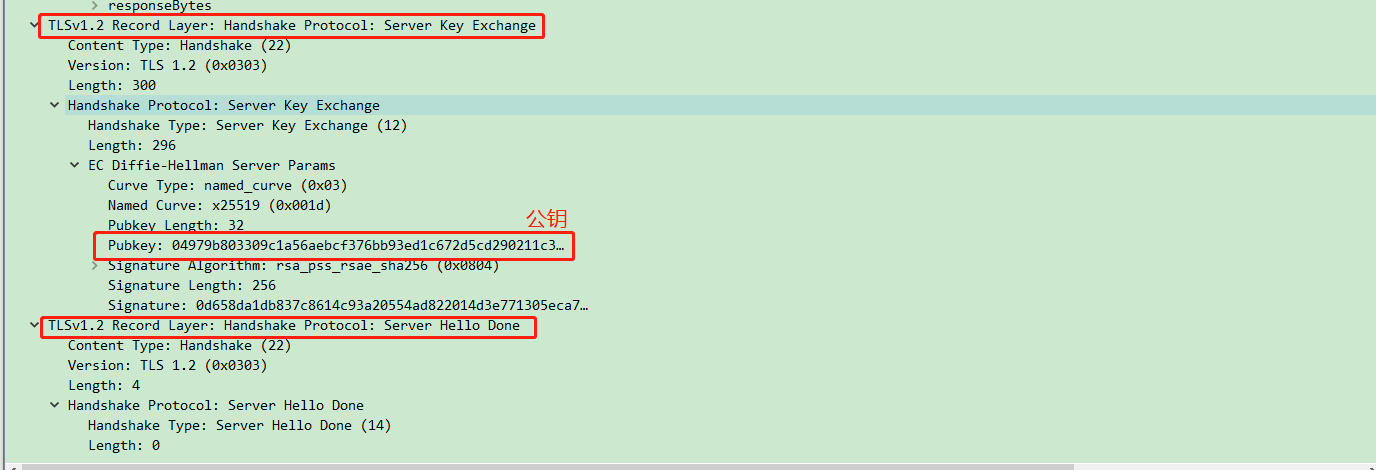 responseBytes
TLSv1.2 Record Layer: Handshake Protocol: Server Key Exchange
Content Type: Handshake (22)
Version: TLS 1.2 (0x0303)
Length: 300
Handshake Protocol: Server Key Exchange
Handshake Type: Server Key Exchange (12)
Length: 296
EC Diffie-Hellman Server Params
Curve Type: named_curve (0x03)
Named Curve: x25519 (0x001d)
Pubkey Length: 32
公钥
Pubkey: 04979b803309c1a56aebcf376bb93ed1c672d5cd290211c3…
Signature Algorithm: rsa_pss_rsae_sha256 (0x0804)
Signature Length: 256
Signature: 0d658da1db837c8614c93a20554ad822014d3e771305eca7…
TLSv1.2 Record Layer: Handshake Protocol: Server Hello Done
Content Type: Handshake (22)
Version: TLS 1.2 (0x0303)
Length: 4
Handshake Protocol: Server Hello Done
Handshake Type: Server Hello Done (14)
Length: 0